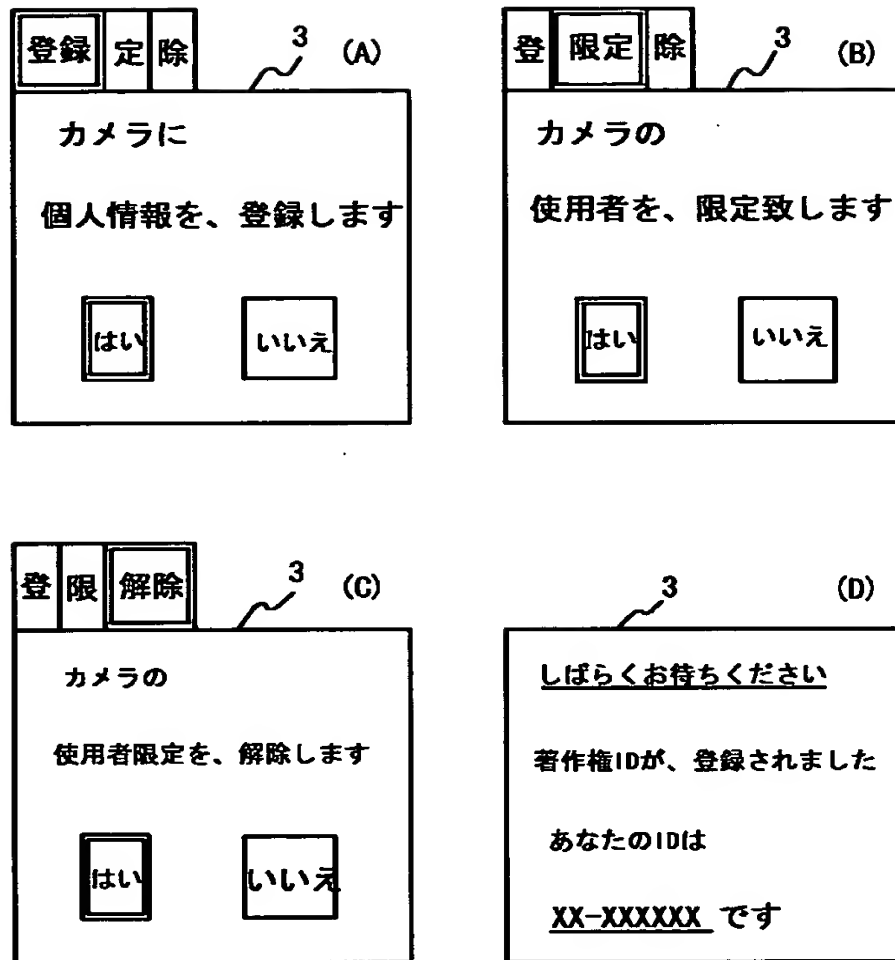 登録 定 除 3 (A)
カメラに
個人情報を、登録します
はい いいえ
登 限定 除 3 (B)
カメラの
使用者を、限定致します
はい いいえ
登 限 解除 3 (C)
カメラの
使用者限定を、解除します
はい いいえ
3 (D)
しばらくお待ちください
著作権IDが、登録されました
あなたのIDは
XX-XXXXXX です